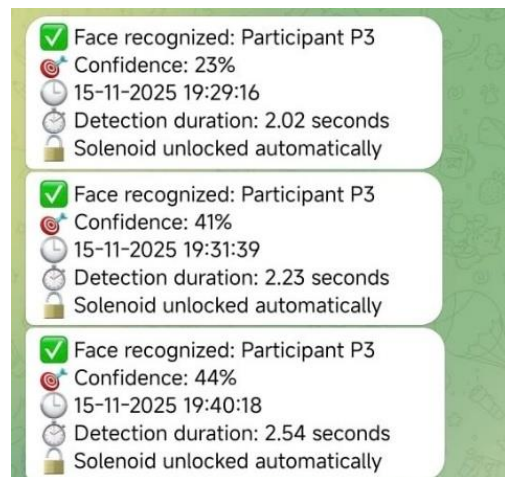 ✅ Face recognized: Participant P3
🎯 Confidence: 23%
🕒 15-11-2025 19:29:16
⏱ Detection duration: 2.02 seconds
🔓 Solenoid unlocked automatically
✅ Face recognized: Participant P3
🎯 Confidence: 41%
🕒 15-11-2025 19:31:39
⏱ Detection duration: 2.23 seconds
🔓 Solenoid unlocked automatically
✅ Face recognized: Participant P3
🎯 Confidence: 44%
🕒 15-11-2025 19:40:18
⏱ Detection duration: 2.54 seconds
🔓 Solenoid unlocked automatically